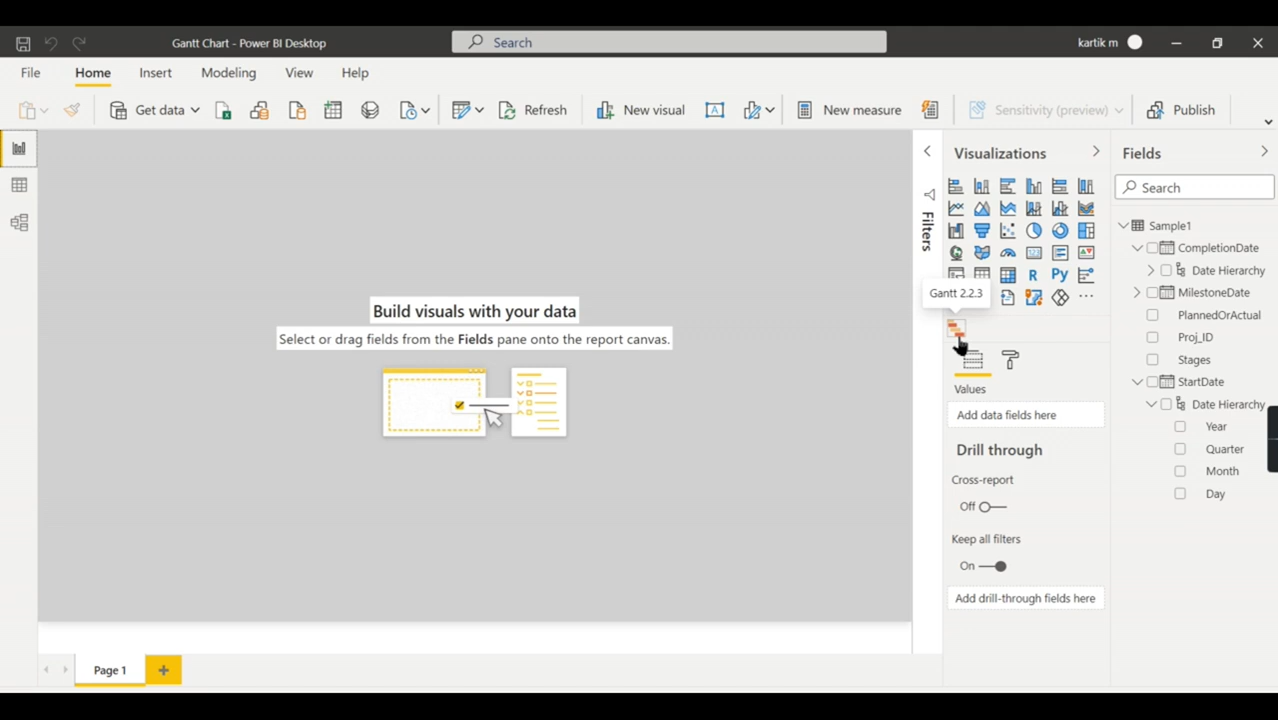 Gantt Chart - Power BI Desktop
Search
kartik m
File
Home
Insert
Modeling
View
Help
Get data
Refresh
New visual
New measure
Sensitivity (preview)
Publish
Build visuals with your data
Select or drag fields from the Fields pane onto the report canvas.
Filters
Visualizations
R
Py
Gantt 2.2.3
Values
Add data fields here
Drill through
Cross-report
Off
Keep all filters
On
Add drill-through fields here
Fields
Search
Sample1
CompletionDate
Date Hierarchy
MilestoneDate
PlannedOrActual
Proj_ID
Stages
StartDate
Date Hierarchy
Year
Quarter
Month
Day
Page 1